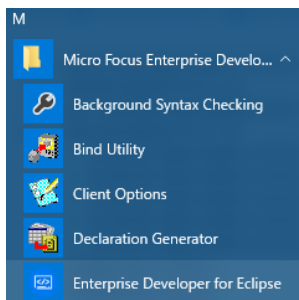 M
Micro Focus Enterprise Develo...
Background Syntax Checking
Bind Utility
Client Options
Declaration Generator
Enterprise Developer for Eclipse